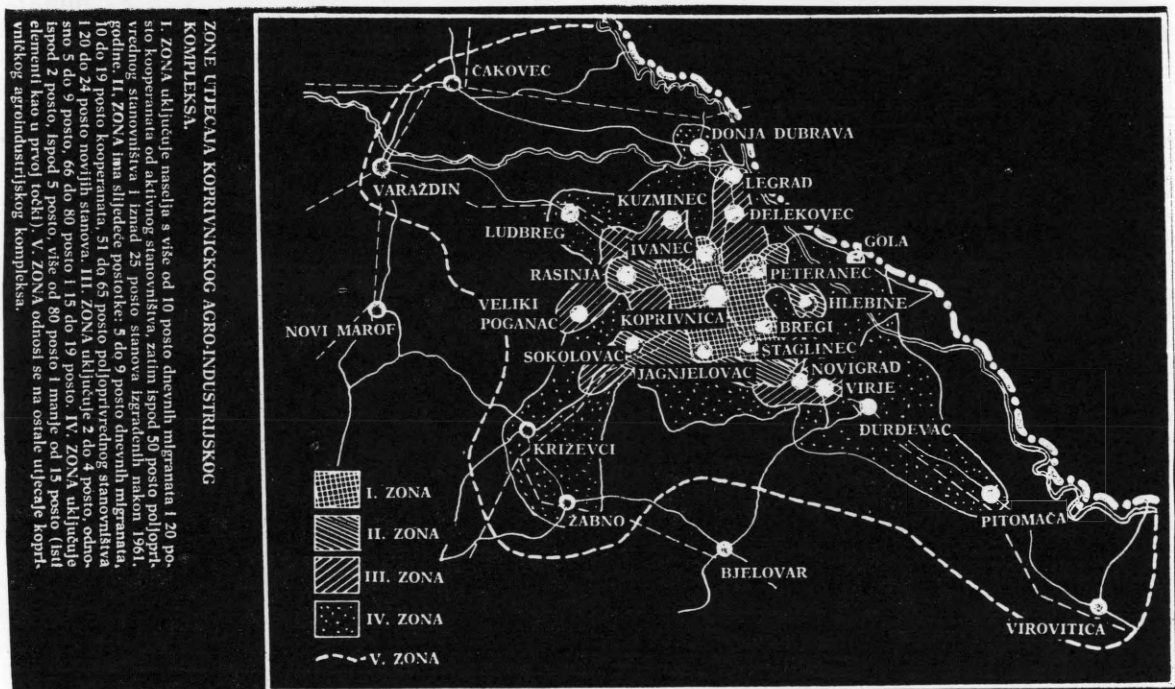 ZONE UTJECAJA KOPRIVNIČKOG AGRO-INDUSTRIJSKOG
KOMPLEKSA.
I. ZONA uključuje naselja s više od 10 posto dnevnih migranata i 20 po-
sto kooperanata od aktivnog stanovništva, zatim ispod 50 posto poljopri-
vrednog stanovništva i iznad 25 posto stanova izgrađenih nakon 1961.
godine. II. ZONA ima slijedeće postotke: 5 do 9 posto dnevnih migranata,
10 do 19 posto kooperanata, 51 do 65 posto poljoprivrednog stanovništva
i 20 do 24 posto novijih stanova. III. ZONA uključuje 2 do 4 posto, odno-
sno 5 do 9 posto, 66 do 80 posto i 15 do 19 posto, IV. ZONA uključuje
ispod 2 posto, ispod 5 posto, više od 80 posto i manje od 15 posto (isti
elementi kao u prvoj točki). V. ZONA odnosi se na ostale utjecaje kopri-
vničkog agroindustrijskog kompleksa.
ČAKOVEC
DONJA DUBRAVA
VARAŽDIN
LEGRAD
KUZMINEC
DELEKOVEC
LUDBREG
IVANEC
GOLA
RASINJA
PETERANEC
VELIKI
POGANAC
HLEBINE
NOVI MAROF
KOPRIVNICA
BREGI
SOKOLOVAC
STAGLINEC
JAGNJELOVAC
NOVIGRAD
VIRJE
ĐURĐEVAC
KRIŽEVCI
I. ZONA
PITOMAČA
ŽABNO
II. ZONA
BJELOVAR
III. ZONA
IV. ZONA
VIROVITICA
V. ZONA